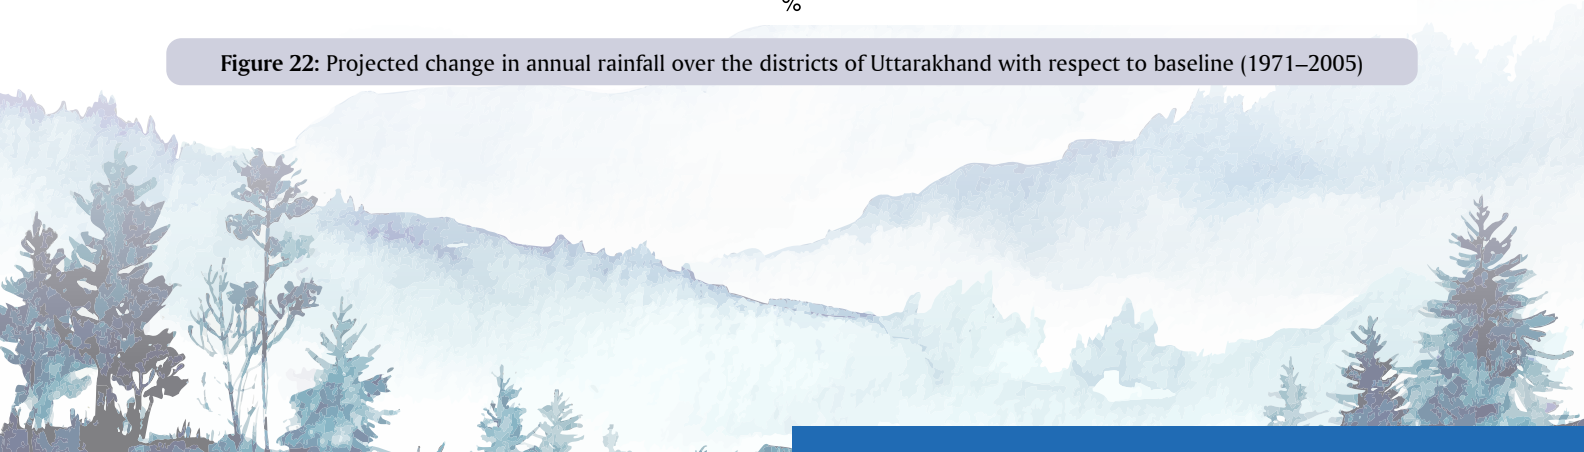 %
Figure 22: Projected change in annual rainfall over the districts of Uttarakhand with respect to baseline (1971–2005)